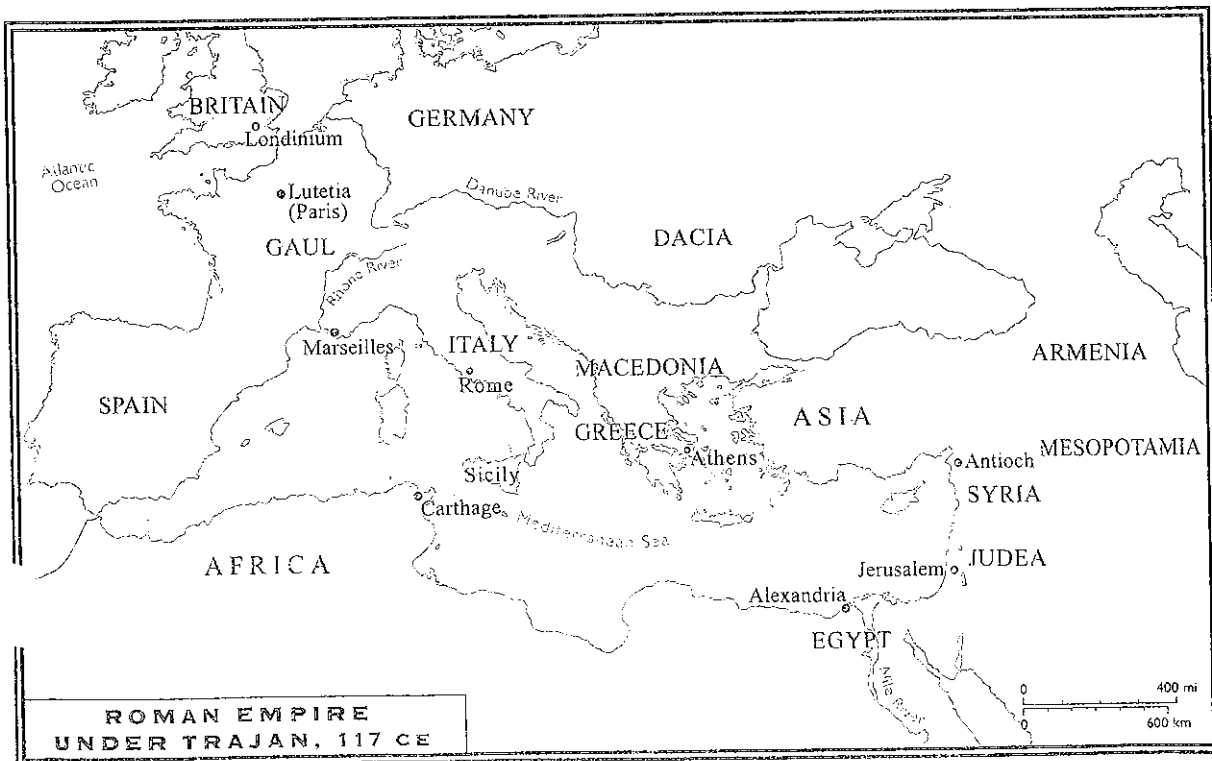 BRITAIN
Londinium
GERMANY
Atlantic
Ocean
Lutetia
(Paris)
Danube River
GAUL
DACIA
Rhone River
Marseilles
ITALY
Rome
MACEDONIA
ARMENIA
SPAIN
ASIA
GREECE
Athens
MESOPOTAMIA
Antioch
Sicily
SYRIA
Carthage
Mediterranean Sea
AFRICA
Jerusalem
JUDEA
Alexandria
EGYPT
Nile River
0 400 mi
0 600 km
ROMAN EMPIRE
UNDER TRAJAN, 117 CE